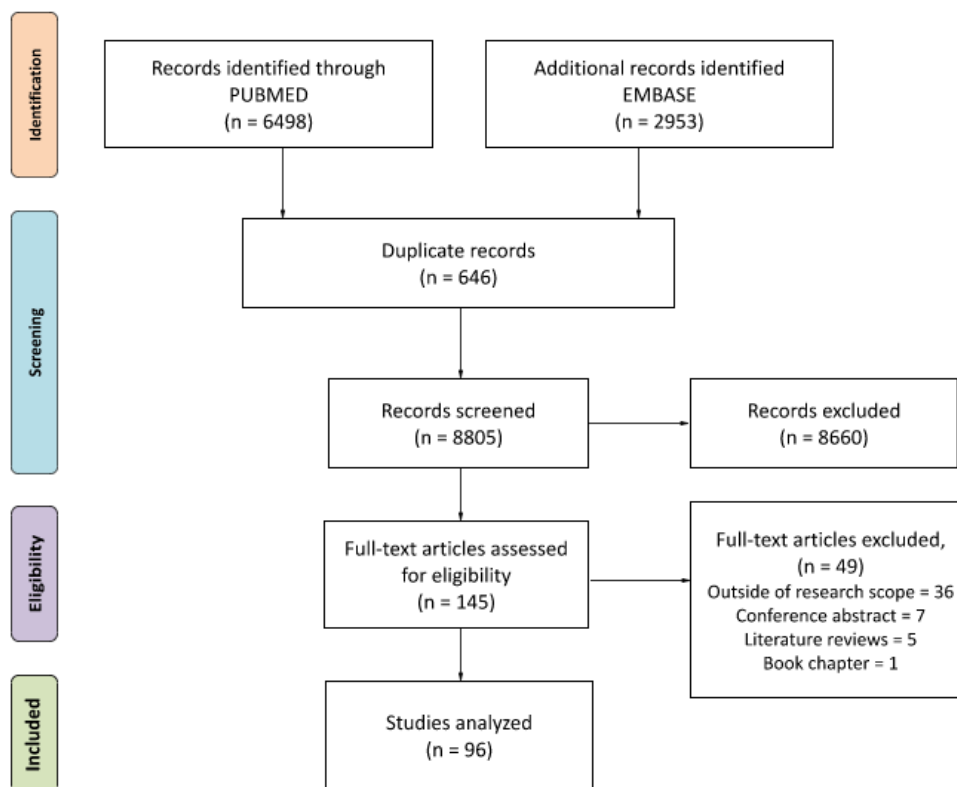 Identification
Records identified through
PUBMED
(n = 6498)
Additional records identified
EMBASE
(n = 2953)
Screening
Duplicate records
(n = 646)
Records screened
(n = 8805)
Records excluded
(n = 8660)
Eligibility
Full-text articles assessed
for eligibility
(n = 145)
Full-text articles excluded,
(n = 49)
Outside of research scope = 36
Conference abstract = 7
Literature reviews = 5
Book chapter = 1
Included
Studies analyzed
(n = 96)